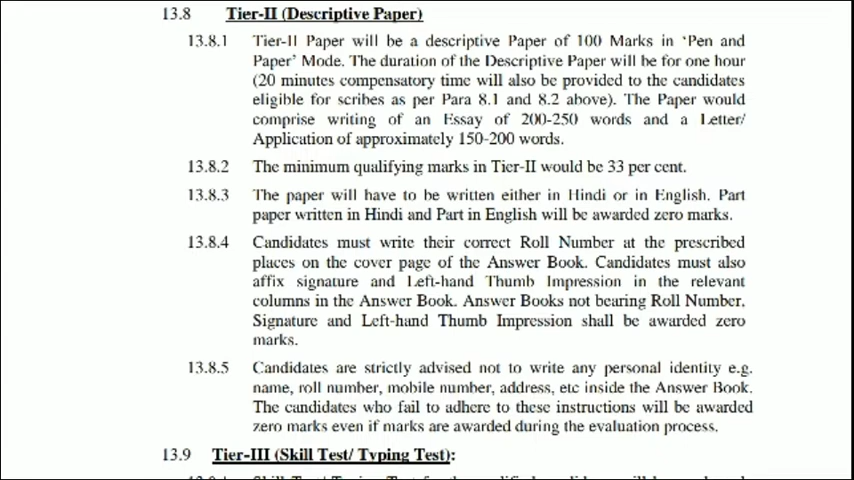 13.8 Tier-II (Descriptive Paper)
13.8.1 Tier-II Paper will be a descriptive Paper of 100 Marks in 'Pen and
Paper' Mode. The duration of the Descriptive Paper will be for one hour
(20 minutes compensatory time will also be provided to the candidates
eligible for scribes as per Para 8.1 and 8.2 above). The Paper would
comprise writing of an Essay of 200-250 words and a Letter/
Application of approximately 150-200 words.
13.8.2 The minimum qualifying marks in Tier-II would be 33 per cent.
13.8.3 The paper will have to be written either in Hindi or in English. Part
paper written in Hindi and Part in English will be awarded zero marks.
13.8.4 Candidates must write their correct Roll Number at the prescribed
places on the cover page of the Answer Book. Candidates must also
affix signature and Left-hand Thumb Impression in the relevant
columns in the Answer Book. Answer Books not bearing Roll Number,
Signature and Left-hand Thumb Impression shall be awarded zero
marks.
13.8.5 Candidates are strictly advised not to write any personal identity e.g.
name, roll number, mobile number, address, etc inside the Answer Book.
The candidates who fail to adhere to these instructions will be awarded
zero marks even if marks are awarded during the evaluation process.
13.9 Tier-III (Skill Test/ Typing Test):